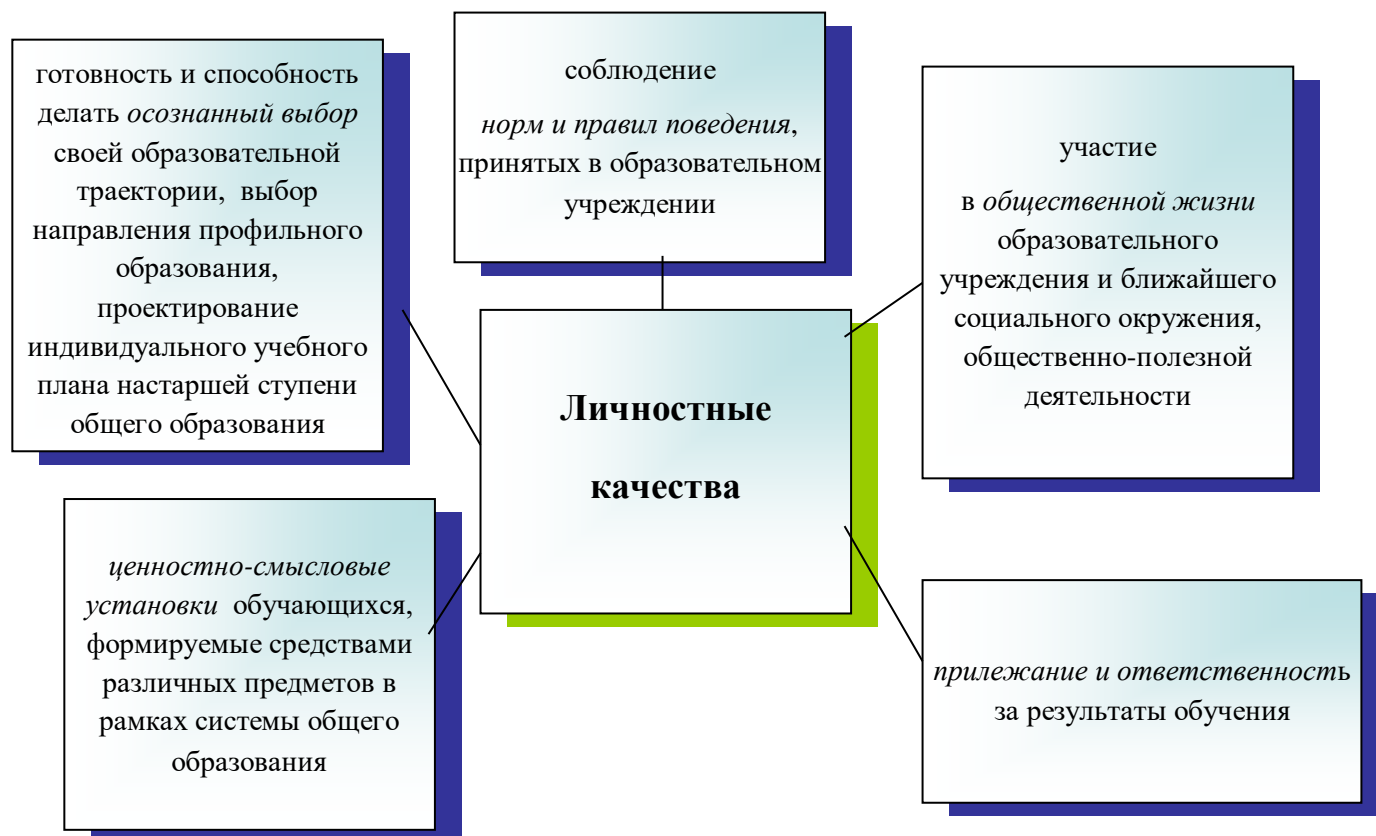 готовность и способность
делать осознанный выбор
своей образовательной
траектории, выбор
направления профильного
образования,
проектирование
индивидуального учебного
плана настаршей ступени
общего образования
соблюдение
норм и правил поведения,
принятых в образовательном
учреждении
участие
в общественной жизни
образовательного
учреждения и ближайшего
социального окружения,
общественно-полезной
деятельности
Личностные
качества
ценностно-смысловые
установки обучающихся,
формируемые средствами
различных предметов в
рамках системы общего
образования
прилежание и ответственность
за результаты обучения